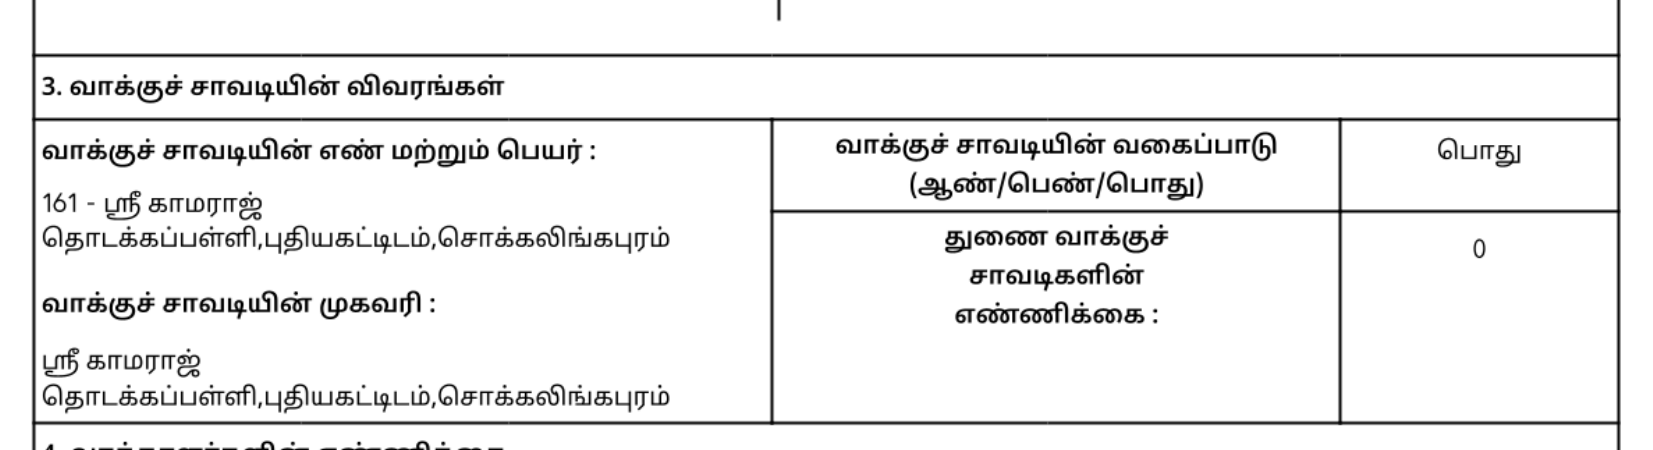 3. வாக்குச் சாவடியின் விவரங்கள்
வாக்குச் சாவடியின் எண் மற்றும் பெயர் :
161 - ஸ்ரீ காமராஜ்
தொடக்கப்பள்ளி,புதியகட்டிடம்,சொக்கலிங்கபுரம்
வாக்குச் சாவடியின் முகவரி :
ஸ்ரீ காமராஜ்
தொடக்கப்பள்ளி,புதியகட்டிடம்,சொக்கலிங்கபுரம்
வாக்குச் சாவடியின் வகைப்பாடு
(ஆண்/பெண்/பொது)
பொது
துணை வாக்குச்
சாவடிகளின்
எண்ணிக்கை :
0